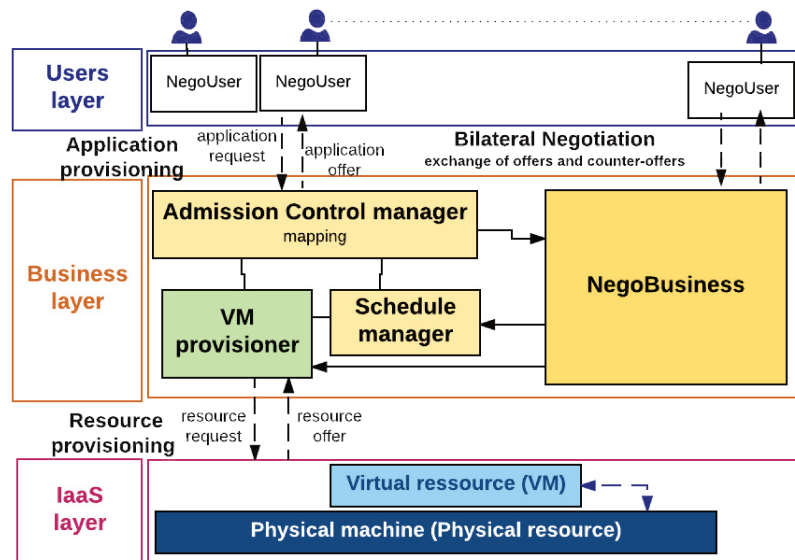 Users
layer
NegoUser
NegoUser
NegoUser
Application
provisioning
application
request
application
offer
Bilateral Negotiation
exchange of offers and counter-offers
Business
layer
Admission Control manager
mapping
NegoBusiness
VM
provisioner
Schedule
manager
Resource
provisioning
resource
request
resource
offer
IaaS
layer
Virtual ressource (VM)
Physical machine (Physical resource)